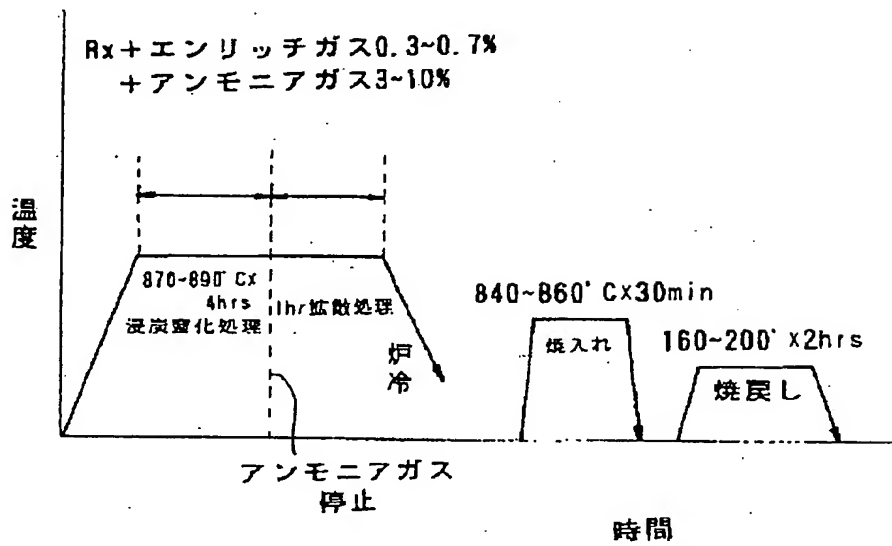 Rx+エンリッチガス0.3~0.7%
+アンモニアガス3~10%
温度
870~890°Cx
4hrs
浸炭窒化処理
1hr拡散処理
炉冷
840~860°Cx30min
焼入れ
160~200°x2hrs
焼戻し
アンモニアガス
停止
時間